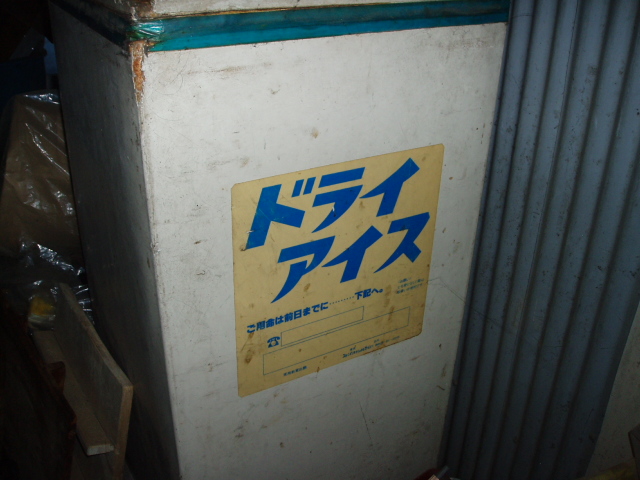 ドライ
アイス
ご用命は前日までに………下記へ。
☎